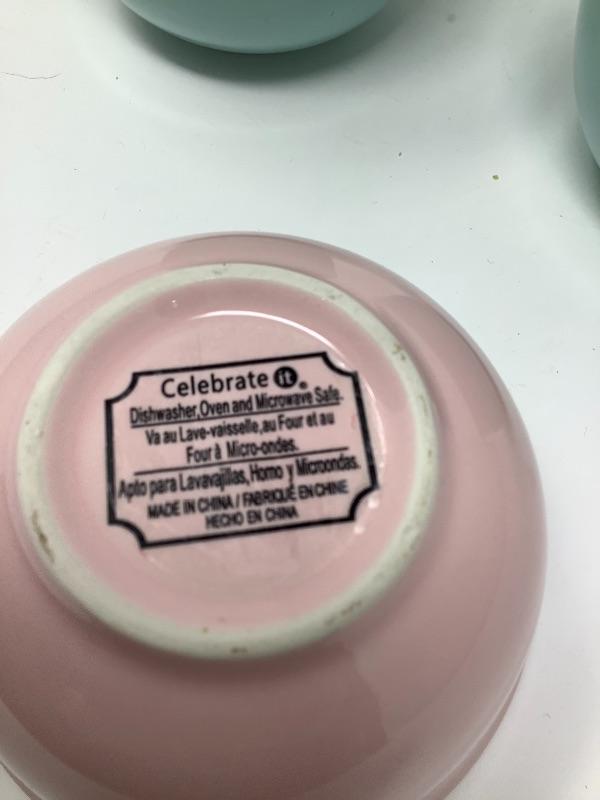 Celebrate it®
Dishwasher, Oven and Microwave Safe.
Va au Lave-vaisselle, au Four et au
Four à Micro-ondes.
Apto para Lavavajillas, Horno y Microondas.
MADE IN CHINA / FABRIQUÉ EN CHINE
HECHO EN CHINA